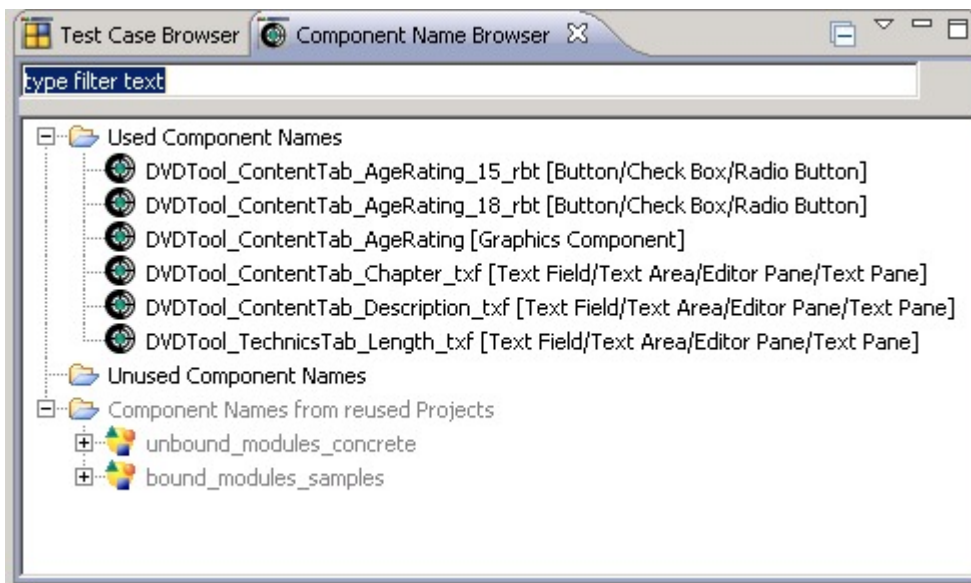 Test Case Browser Component Name Browser
type filter text
Used Component Names
DVDTool_ContentTab_AgeRating_15_rbt [Button/Check Box/Radio Button]
DVDTool_ContentTab_AgeRating_18_rbt [Button/Check Box/Radio Button]
DVDTool_ContentTab_AgeRating [Graphics Component]
DVDTool_ContentTab_Chapter_txf [Text Field/Text Area/Editor Pane/Text Pane]
DVDTool_ContentTab_Description_txf [Text Field/Text Area/Editor Pane/Text Pane]
DVDTool_TechnicsTab_Length_txf [Text Field/Text Area/Editor Pane/Text Pane]
Unused Component Names
Component Names from reused Projects
unbound_modules_concrete
bound_modules_samples